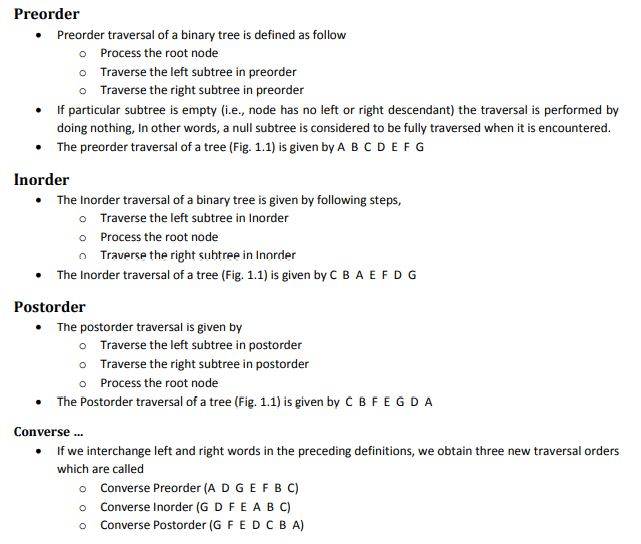 Preorder
• Preorder traversal of a binary tree is defined as follow
o Process the root node
o Traverse the left subtree in preorder
o Traverse the right subtree in preorder
• If particular subtree is empty (i.e., node has no left or right descendant) the traversal is performed by
doing nothing, In other words, a null subtree is considered to be fully traversed when it is encountered.
• The preorder traversal of a tree (Fig. 1.1) is given by A B C D E F G
Inorder
• The Inorder traversal of a binary tree is given by following steps,
o Traverse the left subtree in Inorder
o Process the root node
o Traverse the right subtree in Inorder
• The Inorder traversal of a tree (Fig. 1.1) is given by C B A E F D G
Postorder
• The postorder traversal is given by
o Traverse the left subtree in postorder
o Traverse the right subtree in postorder
o Process the root node
• The Postorder traversal of a tree (Fig. 1.1) is given by C B F E G D A
Converse ...
• If we interchange left and right words in the preceding definitions, we obtain three new traversal orders
which are called
o Converse Preorder (A D G E F B C)
o Converse Inorder (G D F E A B C)
o Converse Postorder (G F E D C B A)